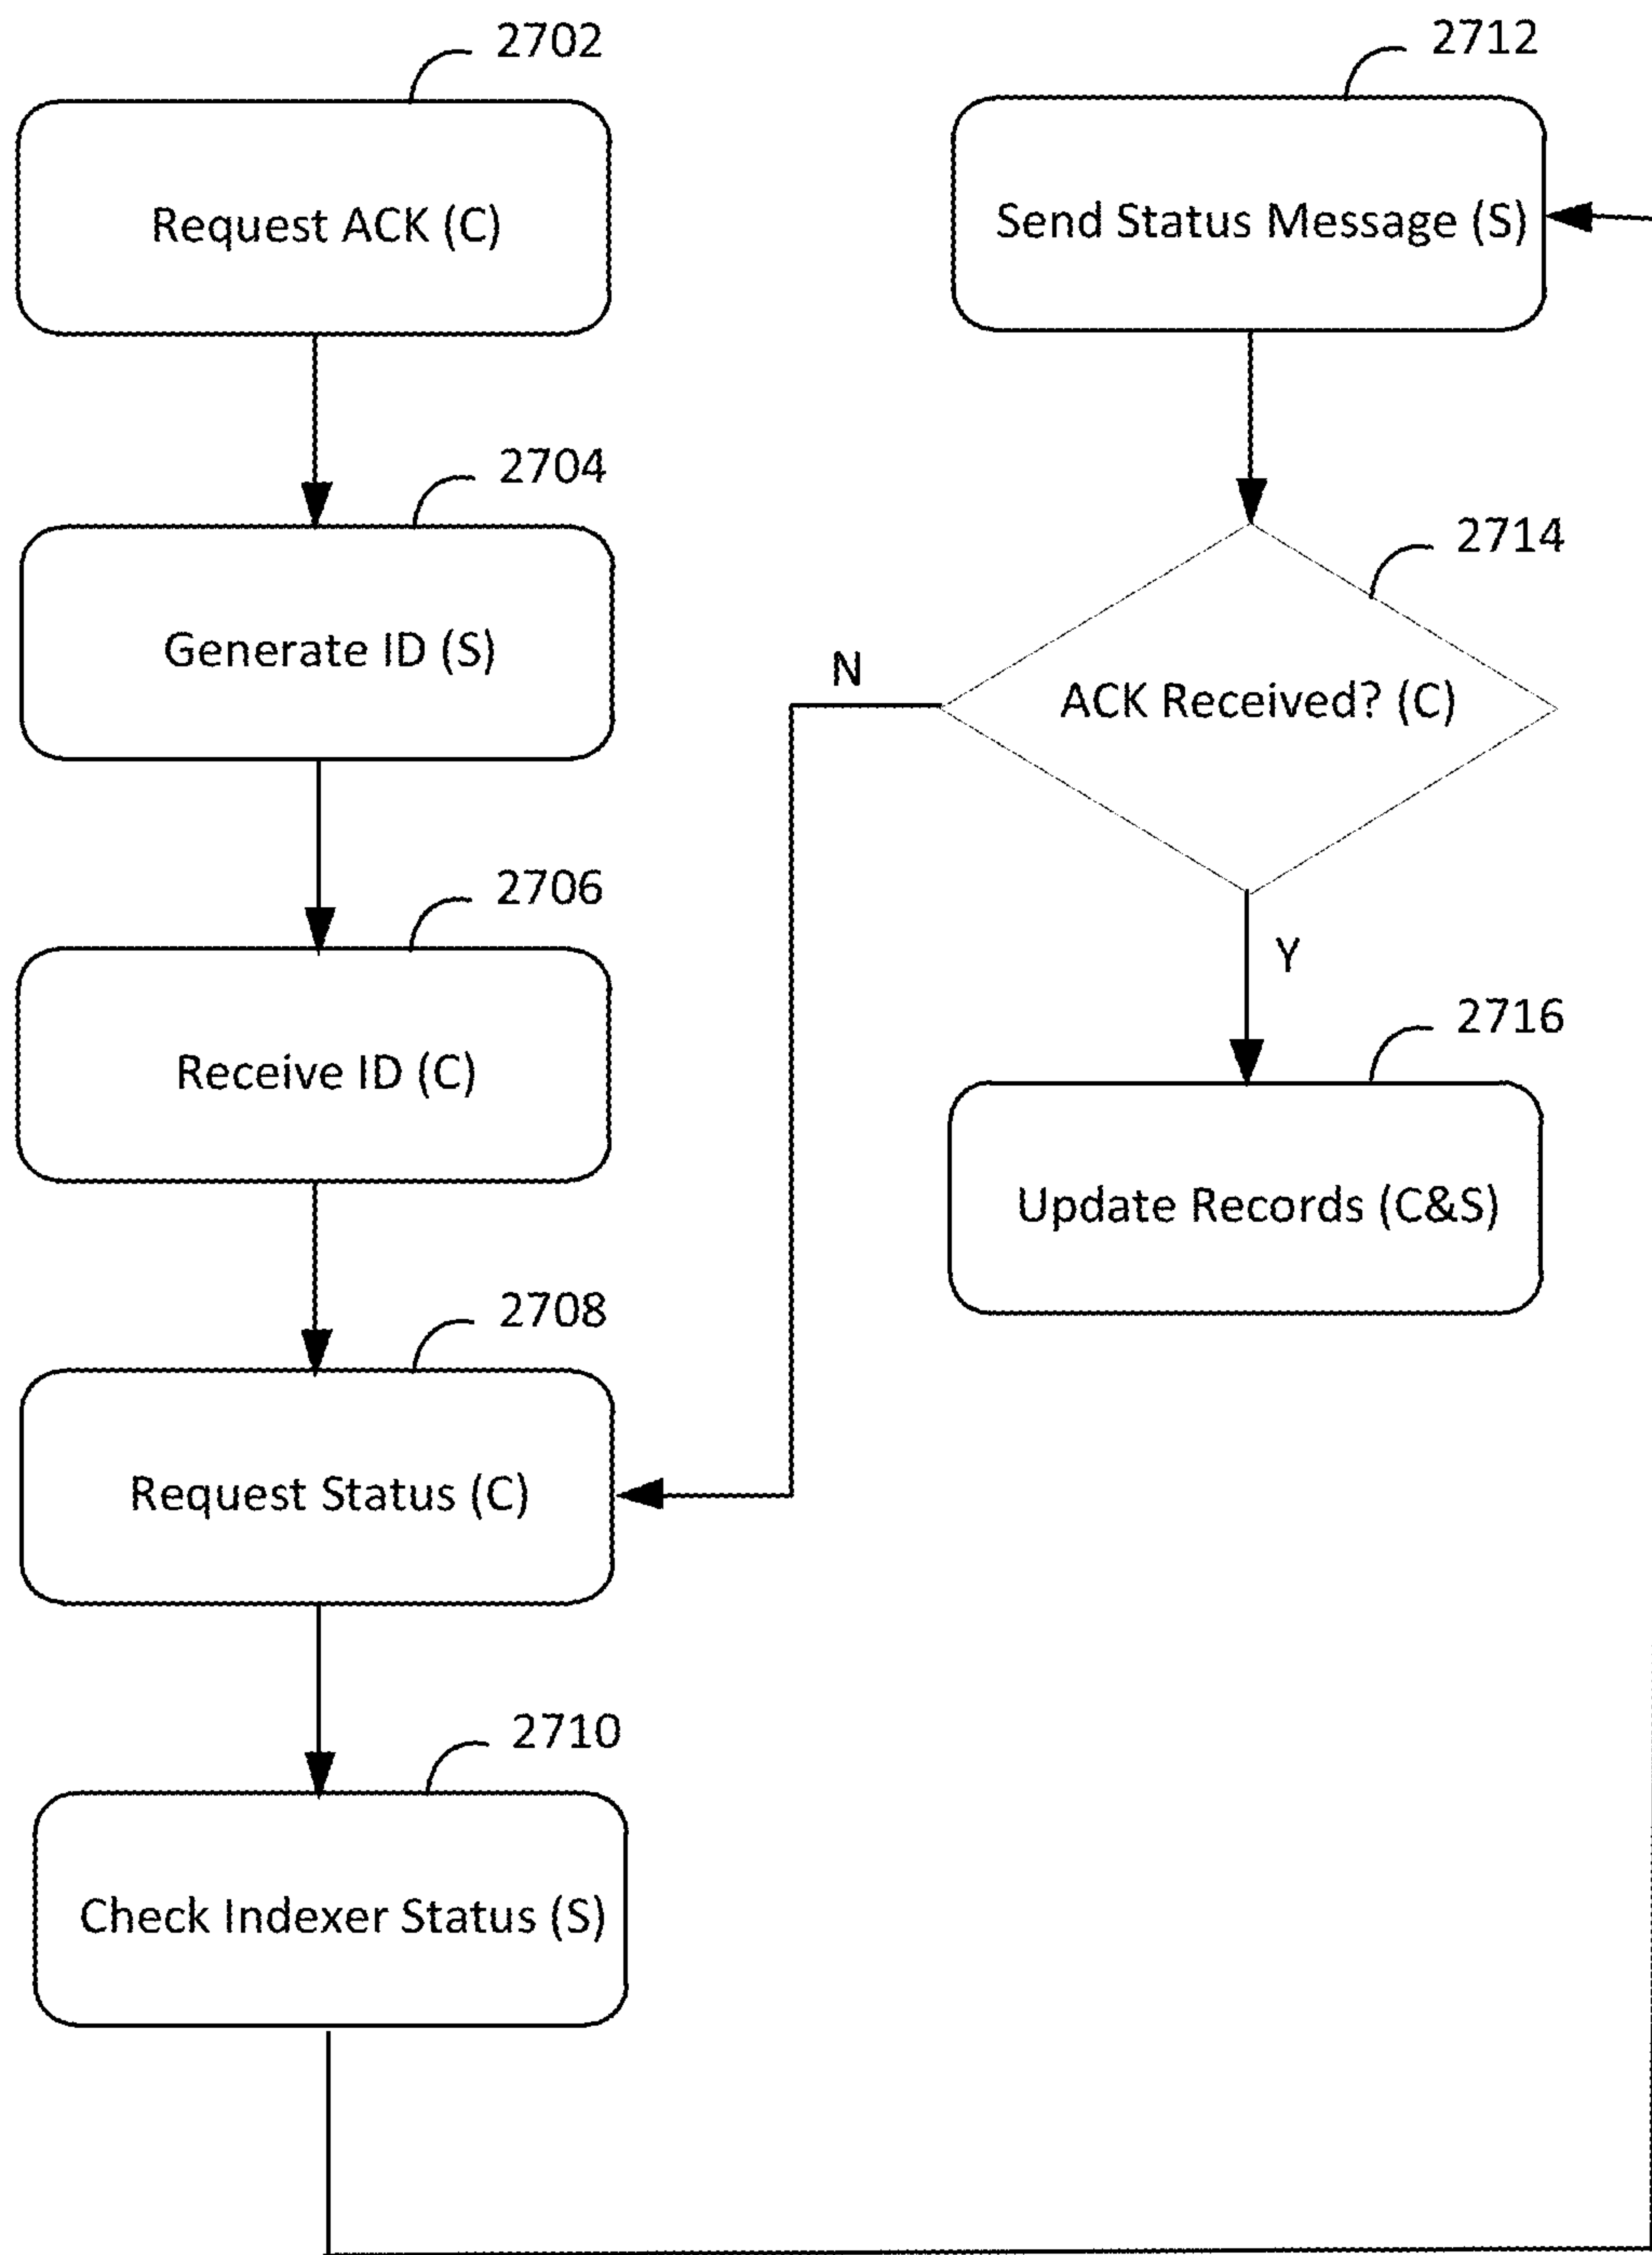 2702
Request ACK (C)
2704
Generate ID (S)
2706
Receive ID (C)
2708
Request Status (C)
2710
Check Indexer Status (S)
2712
Send Status Message (S)
2714
ACK Received? (C)
N
Y
2716
Update Records (C&S)